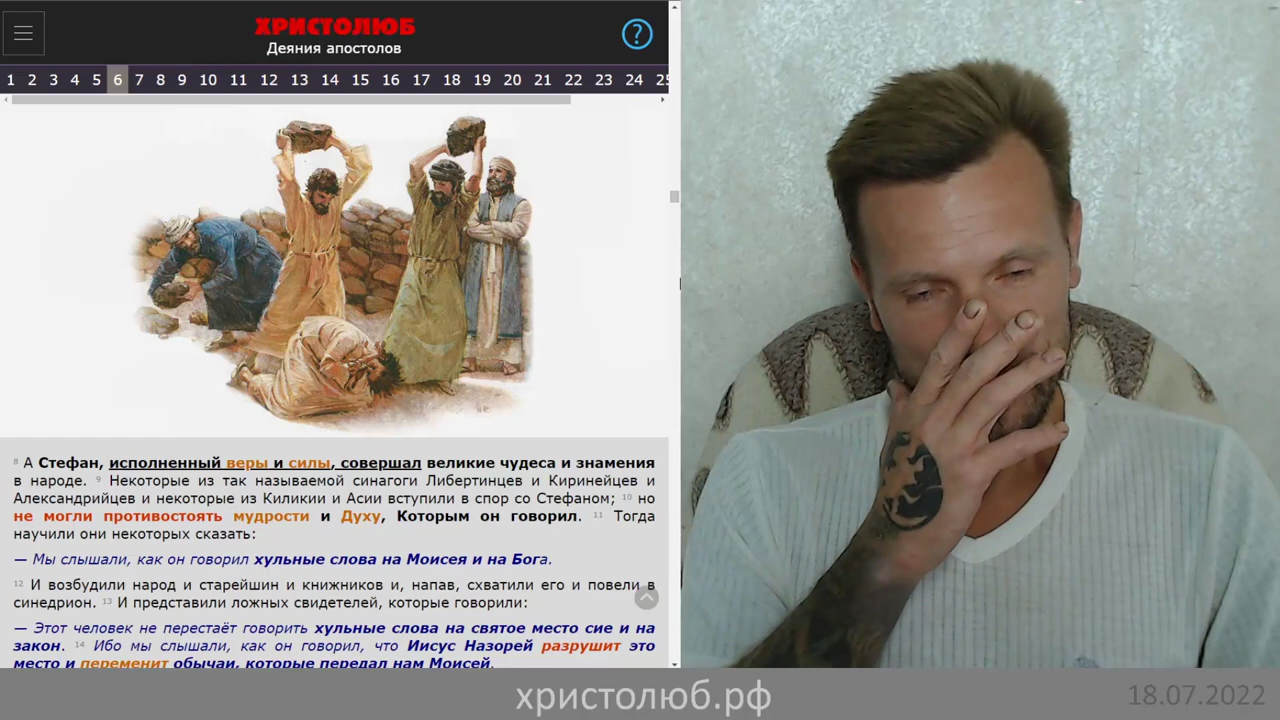 ХРИСТОЛЮБ
Деяния апостолов
?
1 2 3 4 5 6 7 8 9 10 11 12 13 14 15 16 17 18 19 20 21 22 23 24 25
8 А Стефан, исполненный веры и силы, совершал великие чудеса и знамения
в народе. 9 Некоторые из так называемой синагоги Либертинцев и Киринейцев и
Александрийцев и некоторые из Киликии и Асии вступили в спор со Стефаном; 10 но
не могли противостоять мудрости и Духу, Которым он говорил. 11 Тогда
научили они некоторых сказать:
— Мы слышали, как он говорил хульные слова на Моисея и на Бога.
12 И возбудили народ и старейшин и книжников и, напав, схватили его и повели в
синедрион. 13 И представили ложных свидетелей, которые говорили:
— Этот человек не перестаёт говорить хульные слова на святое место сие и на
закон. 14 Ибо мы слышали, как он говорил, что Иисус Назорей разрушит это
место и переменит обычаи, которые передал нам Моисей.
христолюб.рф
18.07.2022